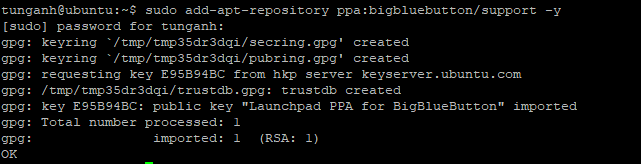 tunganh@ubuntu:~$ sudo add-apt-repository ppa:bigbluebutton/support -y
[sudo] password for tunganh:
gpg: keyring `/tmp/tmp35dr3dqi/secring.gpg' created
gpg: keyring `/tmp/tmp35dr3dqi/pubring.gpg' created
gpg: requesting key E95B94BC from hkp server keyserver.ubuntu.com
gpg: /tmp/tmp35dr3dqi/trustdb.gpg: trustdb created
gpg: key E95B94BC: public key "Launchpad PPA for BigBlueButton" imported
gpg: Total number processed: 1
gpg:               imported: 1  (RSA: 1)
OK